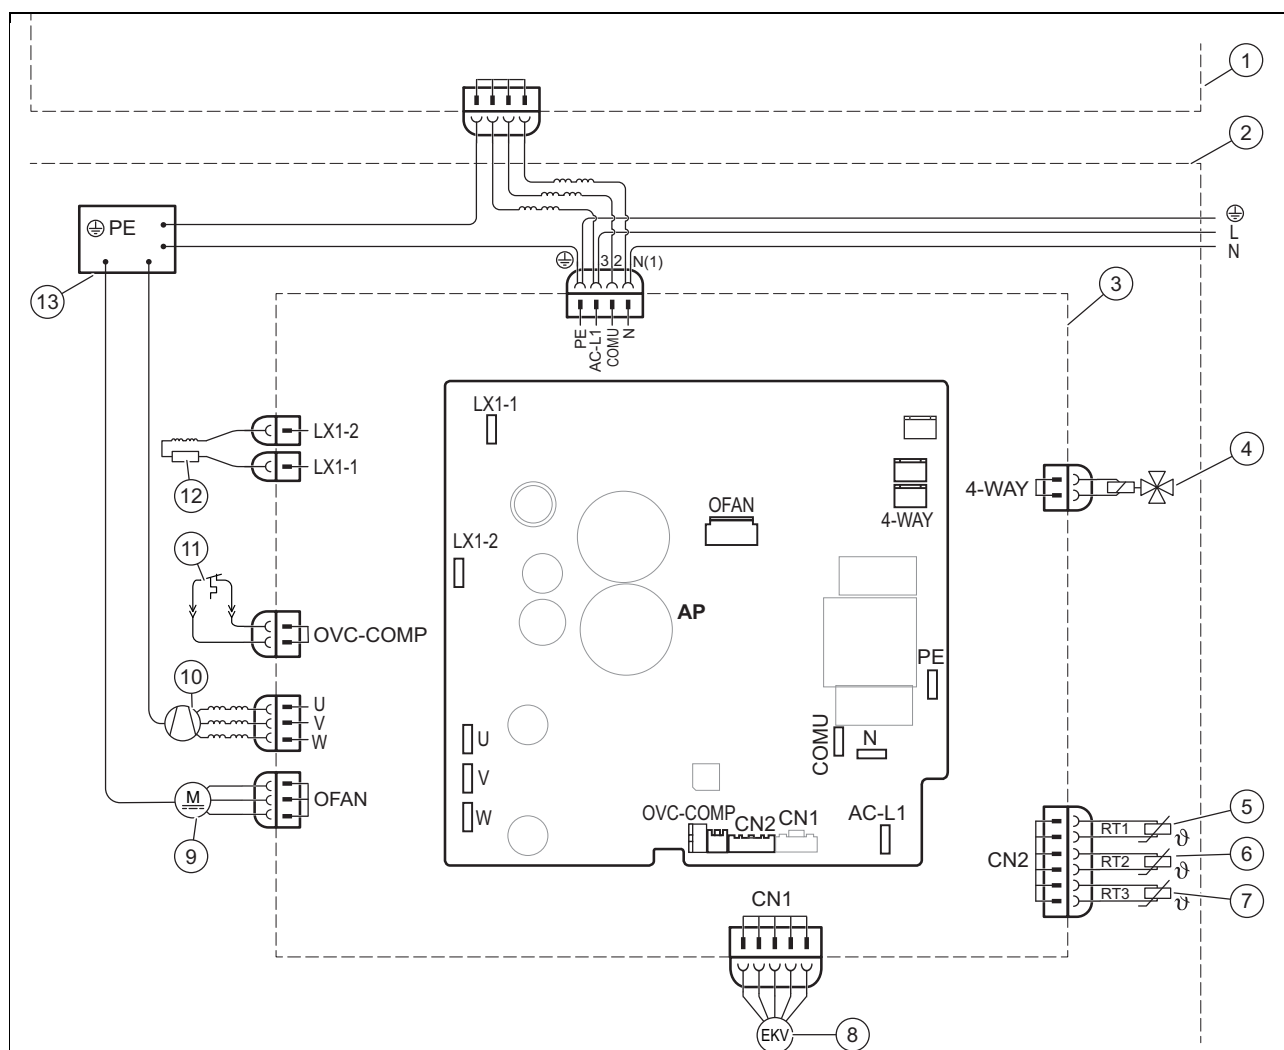 1
2
PE
L
N
3 2 N(1)
13
3
PE
AC-L1
COMU
N
LX1-1
LX1-2
LX1-1
12
4-WAY
4
OFAN
4-WAY
11
LX1-2
AP
OVC-COMP
PE
10
U
V
W
COMU
N
U
V
W
M
OFAN
9
OVC-COMP
CN2
CN1
AC-L1
CN2
RT1
ϑ
5
RT2
ϑ
6
RT3
ϑ
7
CN1
EKV
8